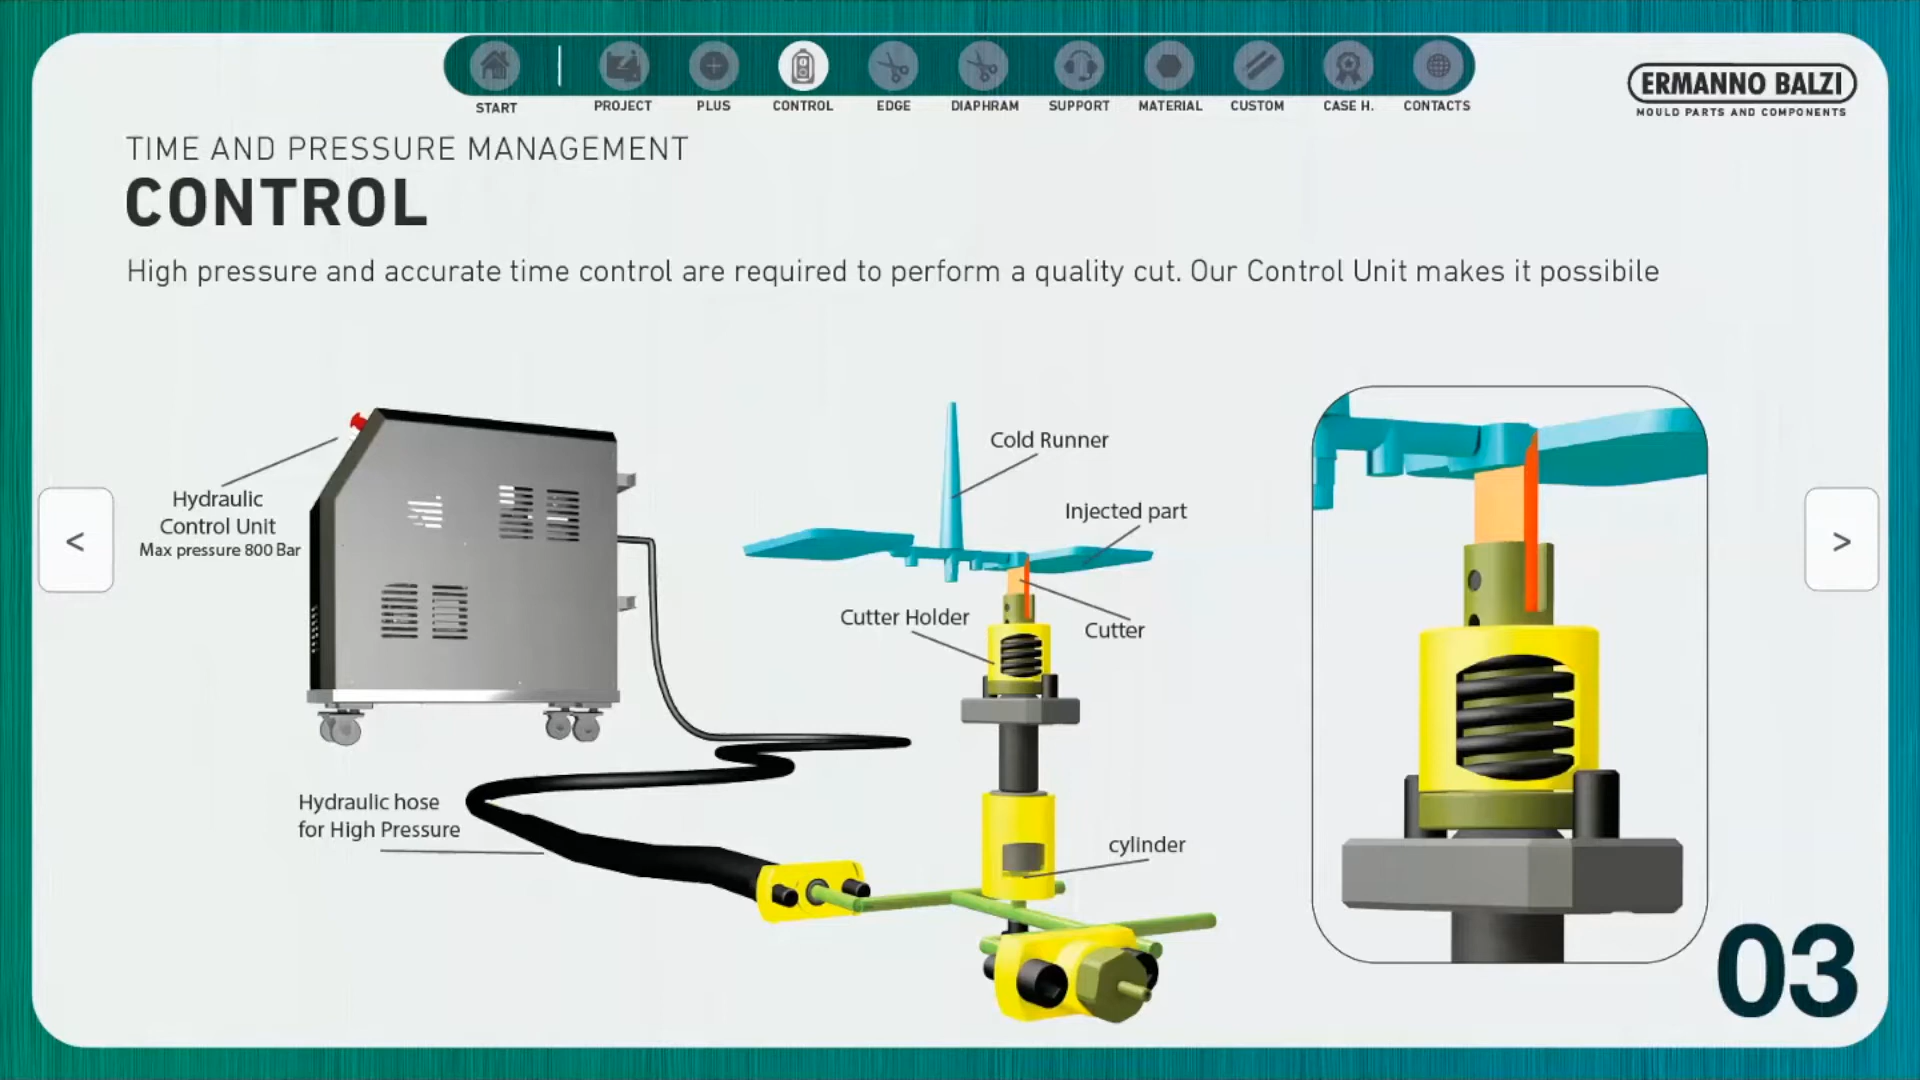 START
PROJECT
PLUS
CONTROL
EDGE
DIAPHRAM
SUPPORT
MATERIAL
CUSTOM
CASE H.
CONTACTS
ERMANNO BALZI
MOULD PARTS AND COMPONENTS
TIME AND PRESSURE MANAGEMENT
CONTROL
High pressure and accurate time control are required to perform a quality cut. Our Control Unit makes it possibile
Hydraulic
Control Unit
Max pressure 800 Bar
Cold Runner
Injected part
Cutter Holder
Cutter
Hydraulic hose
for High Pressure
cylinder
<
>
03